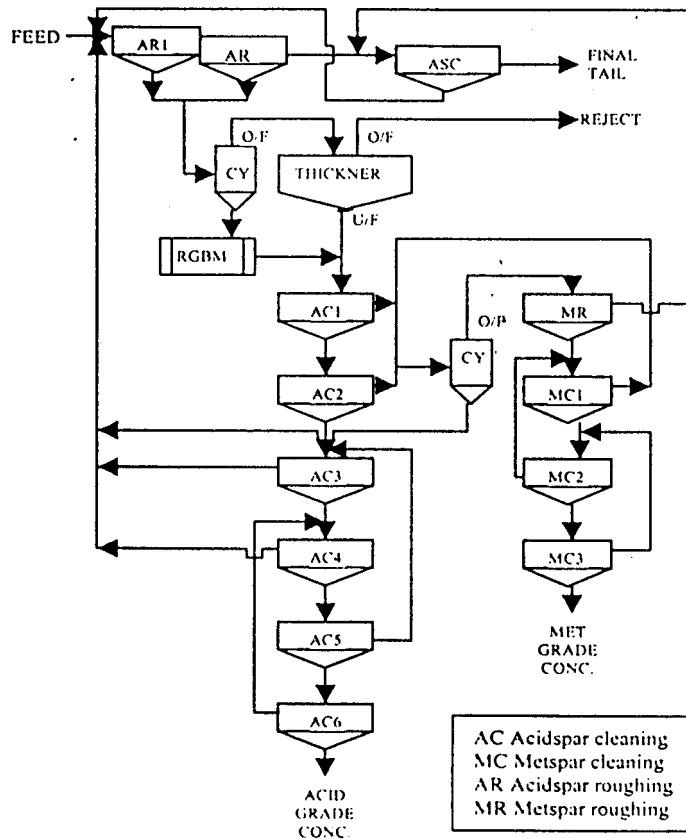 FEED
AR1
AR
ASC
FINAL
TAIL
O/F
O/F
REJECT
CY
THICKNER
U/F
RGBM
AC1
MR
O/F
CY
AC2
MC1
AC3
MC2
AC4
MC3
AC5
MET
GRADE
CONC.
AC6
ACID
GRADE
CONC.
AC Acidspar cleaning
MC Metspar cleaning
AR Acidspar roughing
MR Metspar roughing